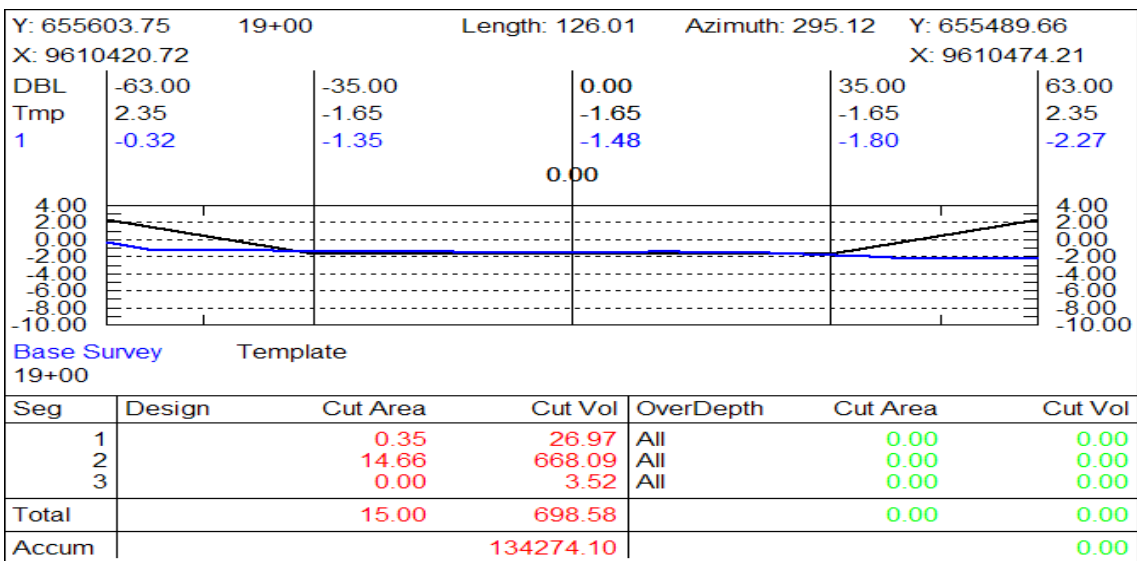 Y: 655603.75 19+00 Length: 126.01 Azimuth: 295.12 Y: 655489.66
X: 9610420.72 X: 9610474.21
DBL -63.00 -35.00 0.00 35.00 63.00
Tmp 2.35 -1.65 -1.65 -1.65 2.35
1 -0.32 -1.35 -1.48 -1.80 -2.27
0.00
4.00 4.00
2.00 2.00
0.00 0.00
-2.00 -2.00
-4.00 -4.00
-6.00 -6.00
-8.00 -8.00
-10.00 -10.00
Base Survey Template
19+00
Seg Design Cut Area Cut Vol OverDepth Cut Area Cut Vol
1 0.35 26.97 All 0.00 0.00
2 14.66 668.09 All 0.00 0.00
3 0.00 3.52 All 0.00 0.00
Total 15.00 698.58 0.00 0.00
Accum 134274.10 0.00